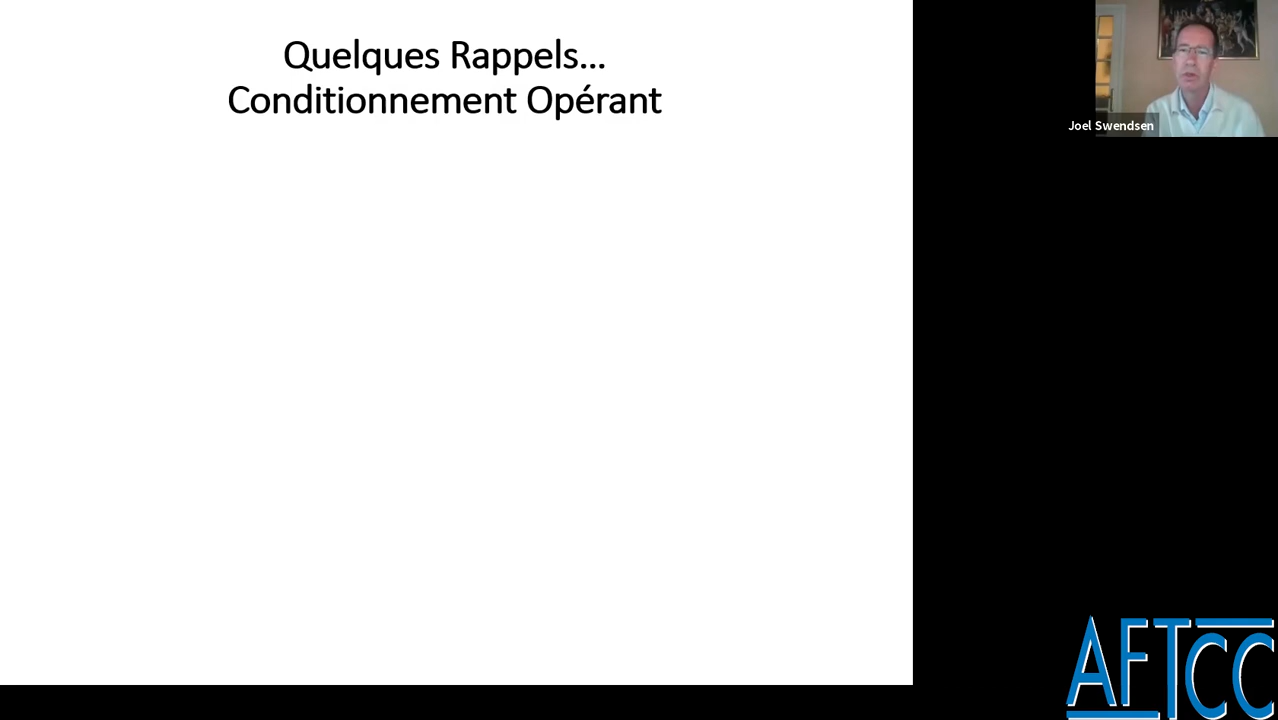 Quelques Rappels...
Conditionnement Opérant
Joel Swendsen
AFTCC